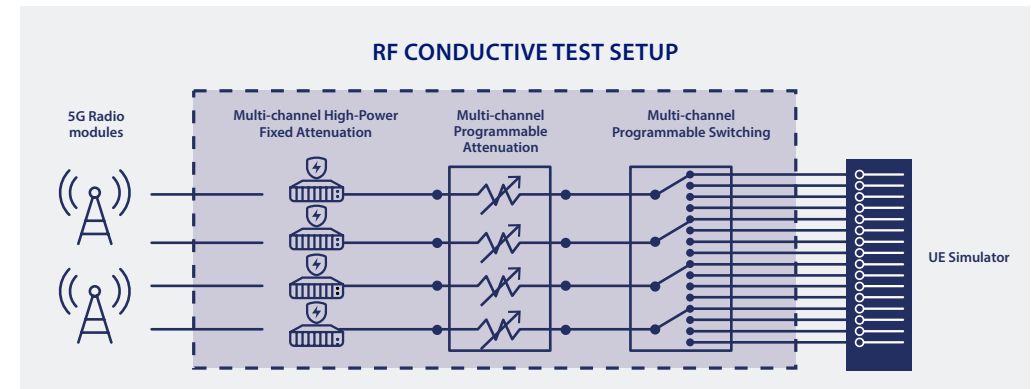 RF CONDUCTIVE TEST SETUP
5G Radio
modules
Multi-channel High-Power
Fixed Attenuation
Multi-channel
Programmable
Attenuation
Multi-channel
Programmable Switching
UE Simulator